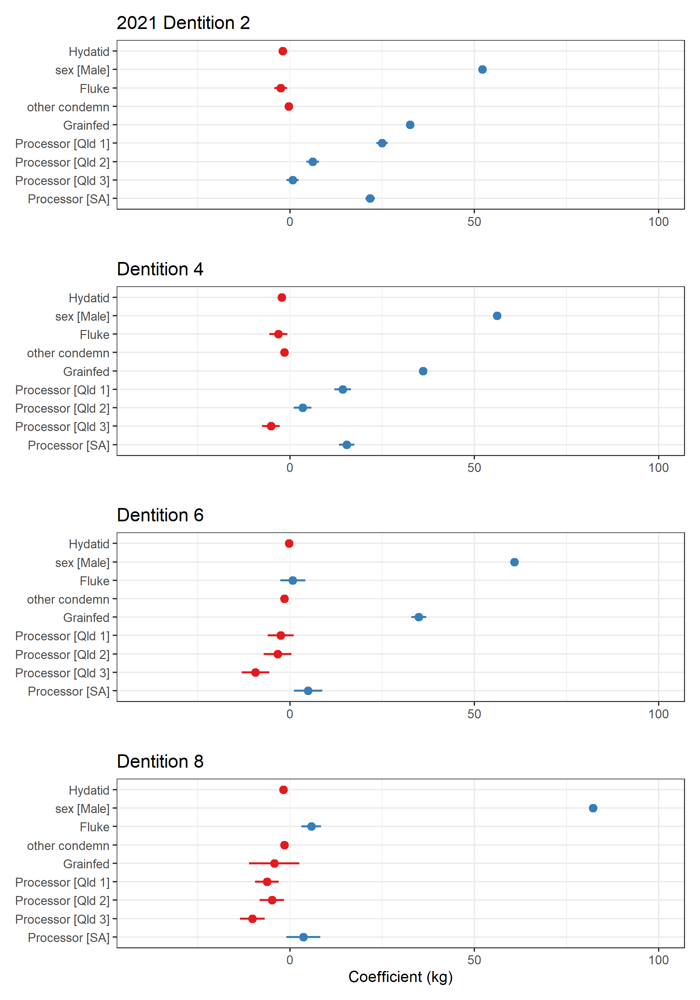 2021 Dentition 2
Hydatid
sex [Male]
Fluke
other condemn
Grainfed
Processor [Qld 1]
Processor [Qld 2]
Processor [Qld 3]
Processor [SA]
0 50 100
Dentition 4
Hydatid
sex [Male]
Fluke
other condemn
Grainfed
Processor [Qld 1]
Processor [Qld 2]
Processor [Qld 3]
Processor [SA]
0 50 100
Dentition 6
Hydatid
sex [Male]
Fluke
other condemn
Grainfed
Processor [Qld 1]
Processor [Qld 2]
Processor [Qld 3]
Processor [SA]
0 50 100
Dentition 8
Hydatid
sex [Male]
Fluke
other condemn
Grainfed
Processor [Qld 1]
Processor [Qld 2]
Processor [Qld 3]
Processor [SA]
0 50 100
Coefficient (kg)